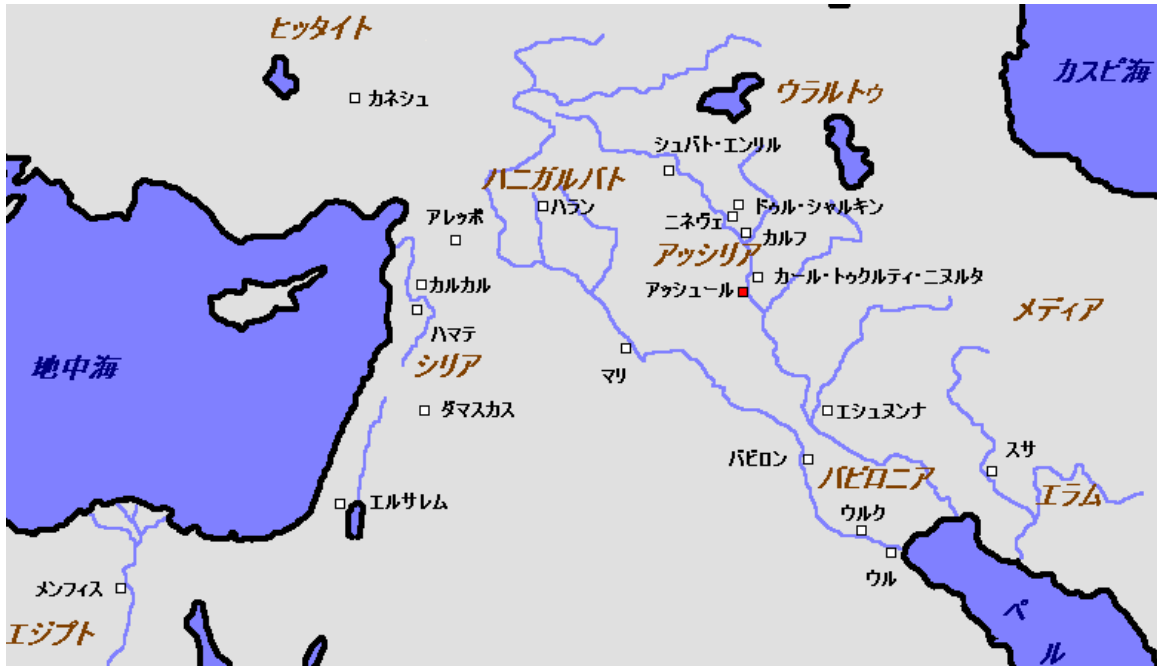 ヒッタイト
カスピ海
カネシュ
ウラルトゥ
シュバト・エンリル
ハニガルバト
ハラン
ドゥル・シャルキン
アレッポ
ニネヴェ
カルフ
アッシリア
カルカル
カール・トゥクルティ・ニヌルタ
アッシュール
ハマテ
メディア
地中海
シリア
マリ
ダマスカス
エシュヌンナ
バビロン
スサ
バビロニア
エルサレム
エラム
ウルク
ウル
メンフィス
エジプト
ペ
ル